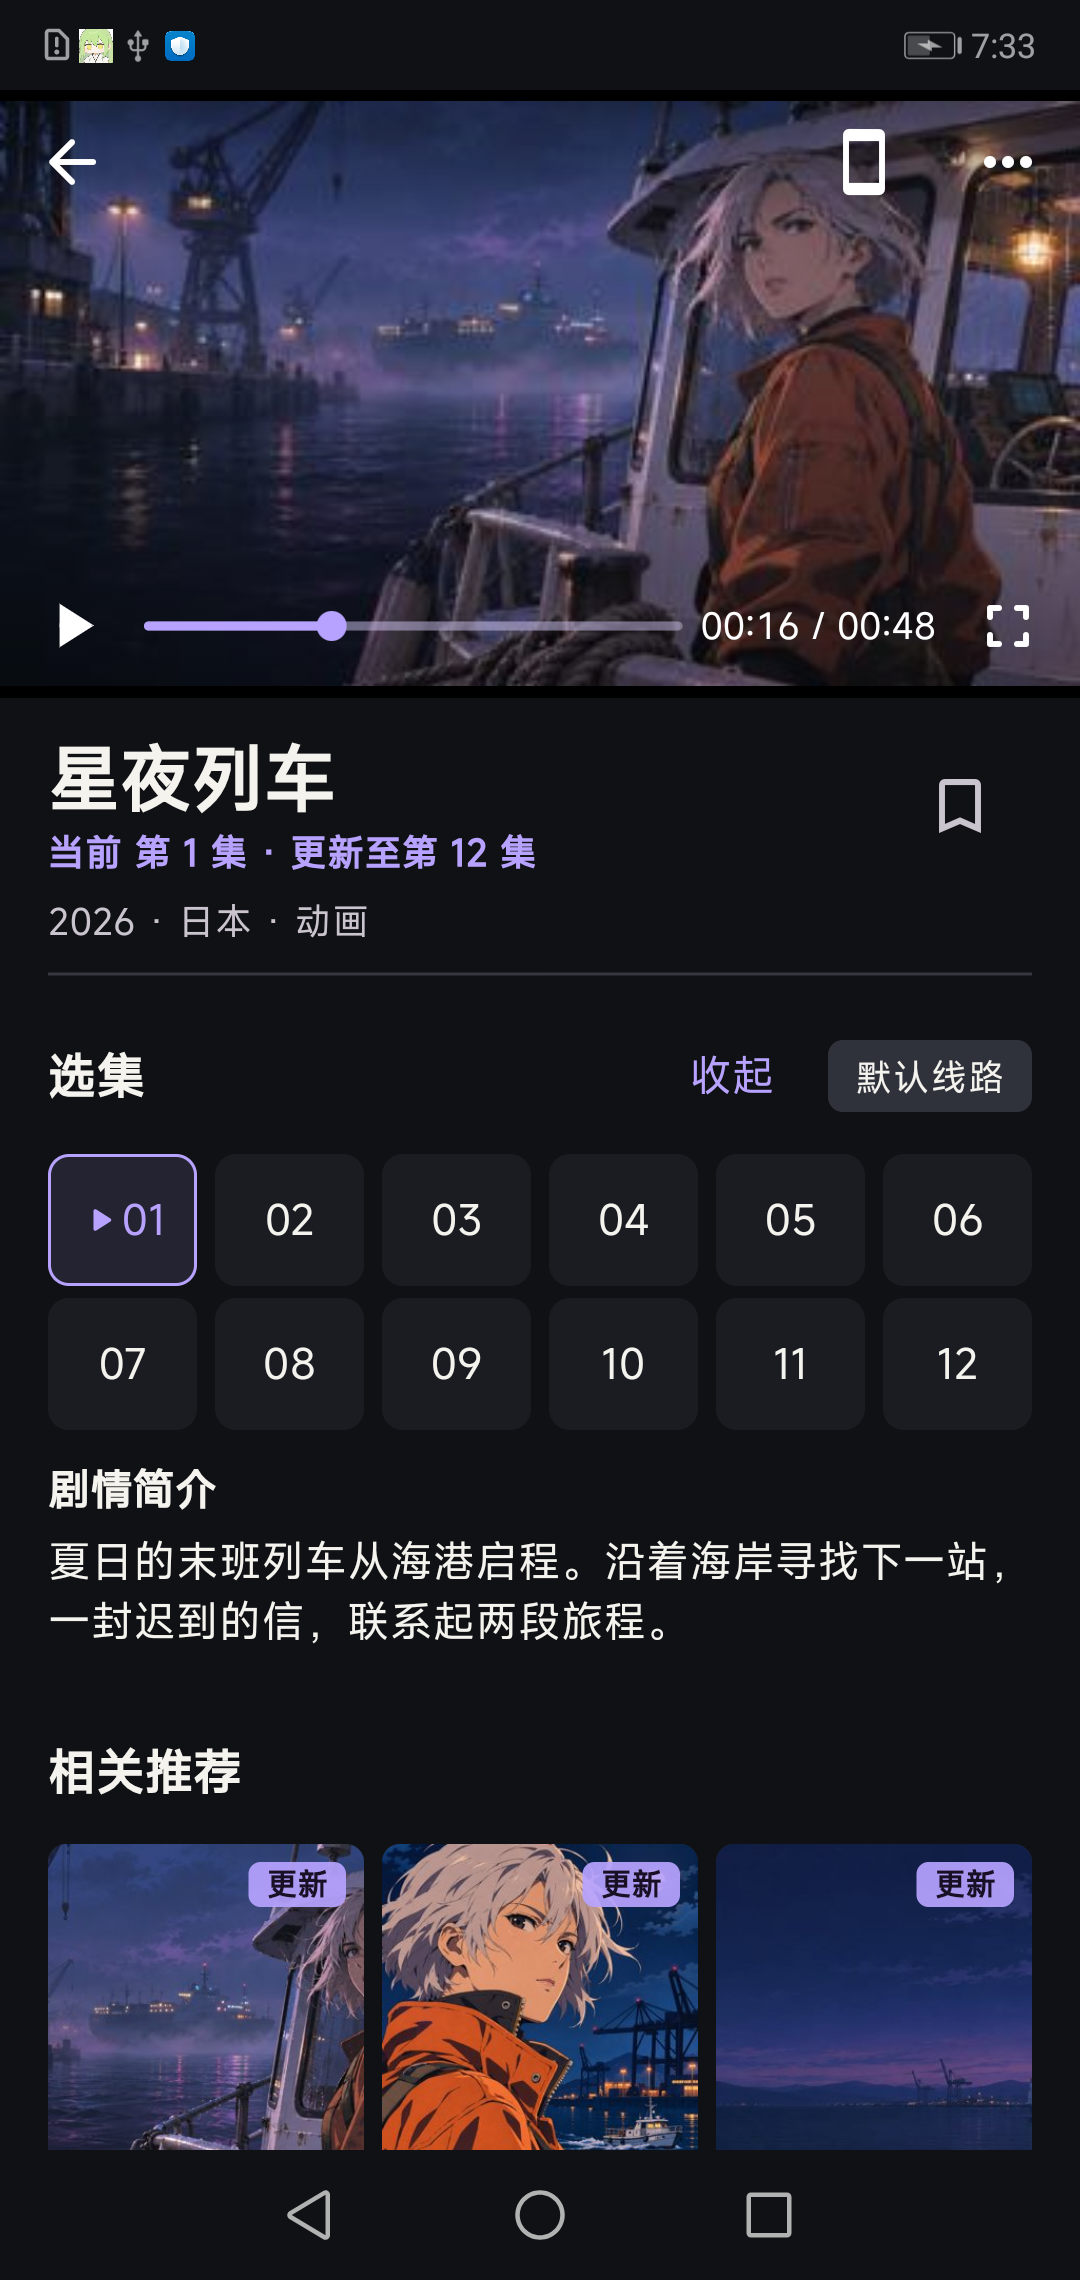 7:33
00:16 / 00:48
星夜列车
当前 第 1 集 · 更新至第 12 集
2026 · 日本 · 动画
选集 收起 默认线路
01 02 03 04 05 06
07 08 09 10 11 12
剧情简介
夏日的末班列车从海港启程。沿着海岸寻找下一站，
一封迟到的信，联系起两段旅程。
相关推荐
更新 更新 更新